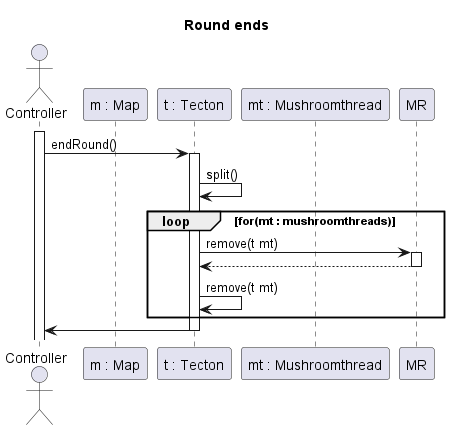 Round ends
Controller
m : Map
t : Tecton
mt : Mushroomthread
MR
endRound()
split()
loop
[for(mt : mushroomthreads)]
remove(t mt)
remove(t mt)
Controller
m : Map
t : Tecton
mt : Mushroomthread
MR